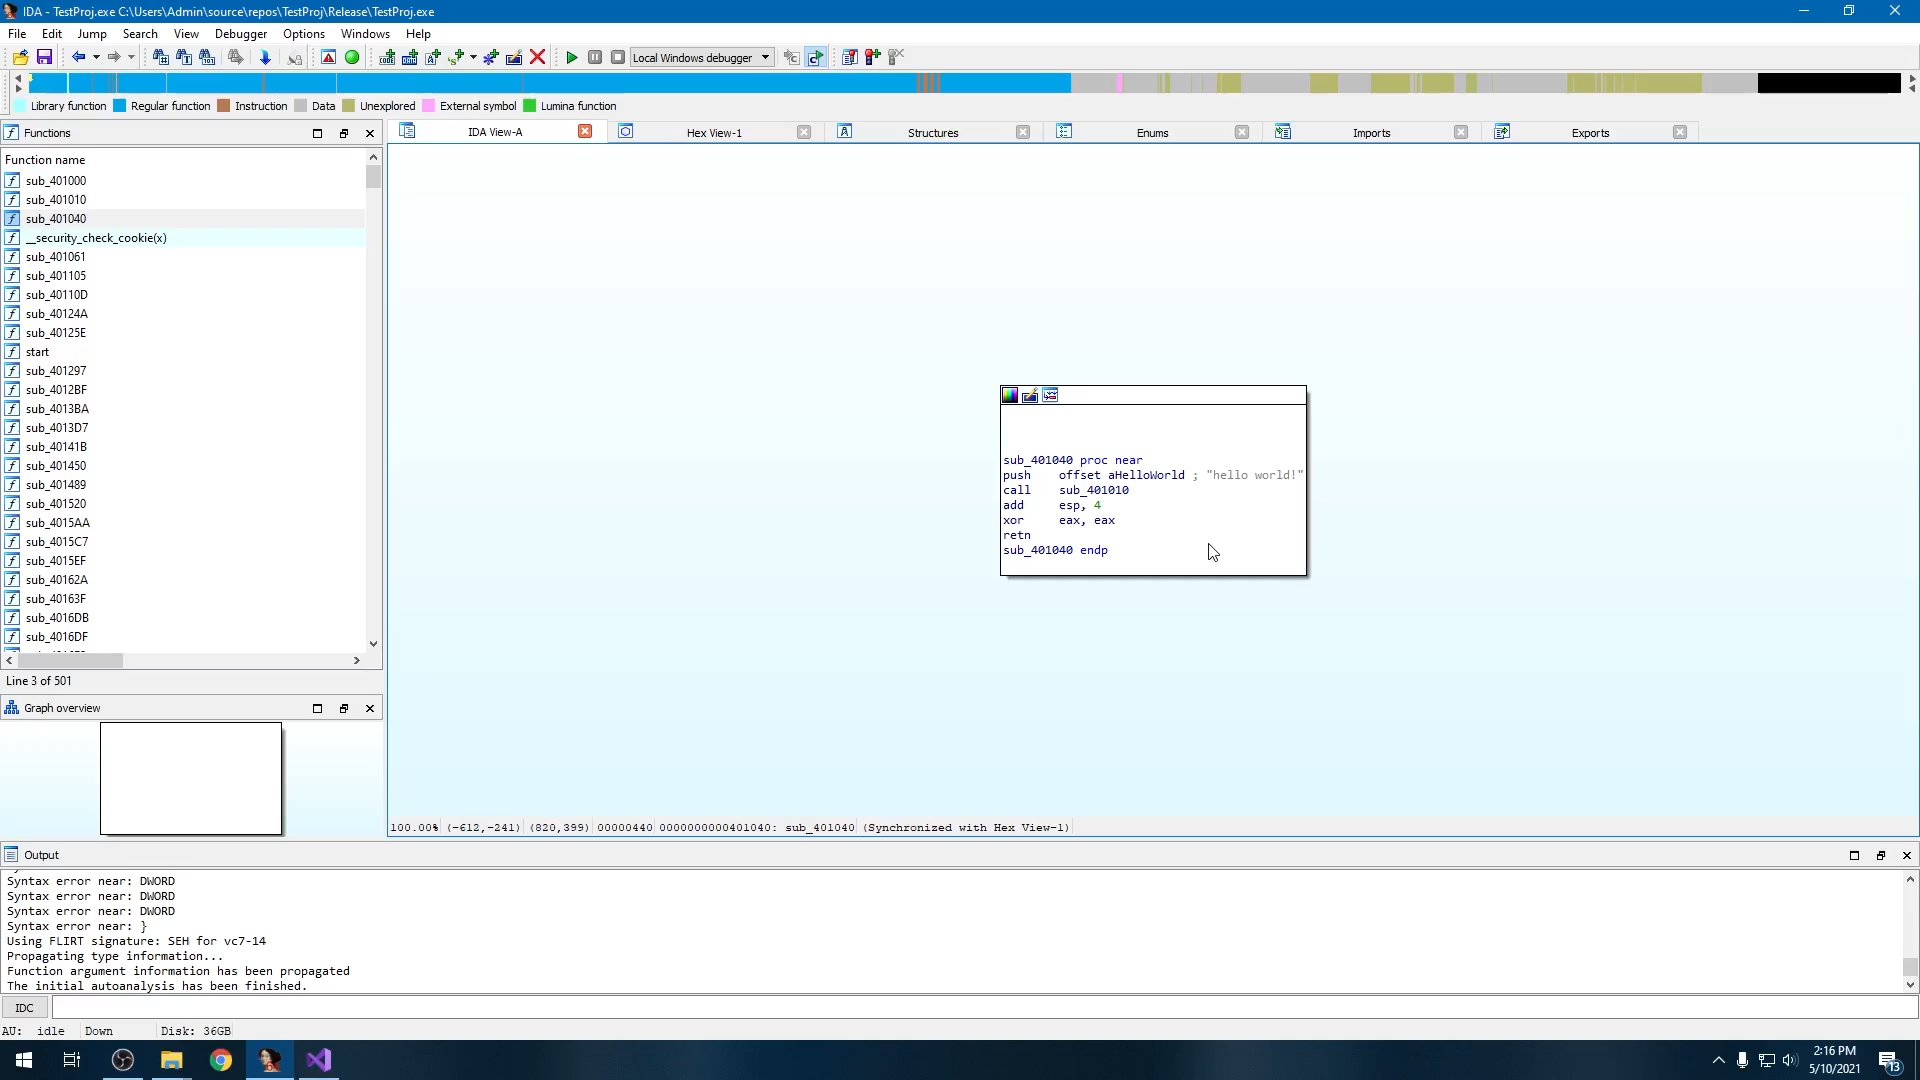 IDA - TestProj.exe C:\Users\Admin\source\repos\TestProj\Release\TestProj.exe
File Edit Jump Search View Debugger Options Windows Help
Local Windows debugger
Library function Regular function Instruction Data Unexplored External symbol Lumina function
Functions
Function name
sub_401000
sub_401010
sub_401040
__security_check_cookie(x)
sub_401061
sub_401105
sub_40110D
sub_40124A
sub_40125E
start
sub_401297
sub_4012BF
sub_4013BA
sub_4013D7
sub_40141B
sub_401450
sub_401489
sub_401520
sub_4015AA
sub_4015C7
sub_4015EF
sub_40162A
sub_40163F
sub_4016DB
sub_4016DF
Line 3 of 501
Graph overview
IDA View-A Hex View-1 Structures Enums Imports Exports
sub_401040 proc near
push offset aHelloWorld ; "hello world!"
call sub_401010
add esp, 4
xor eax, eax
retn
sub_401040 endp
100.00% (-612,-241) (820,399) 00000440 0000000000401040: sub_401040 (Synchronized with Hex View-1)
Output
Syntax error near: DWORD
Syntax error near: DWORD
Syntax error near: DWORD
Syntax error near: }
Using FLIRT signature: SEH for vc7-14
Propagating type information...
Function argument information has been propagated
The initial autoanalysis has been finished.
IDC
AU: idle Down Disk: 36GB
2:16 PM
5/10/2021
13